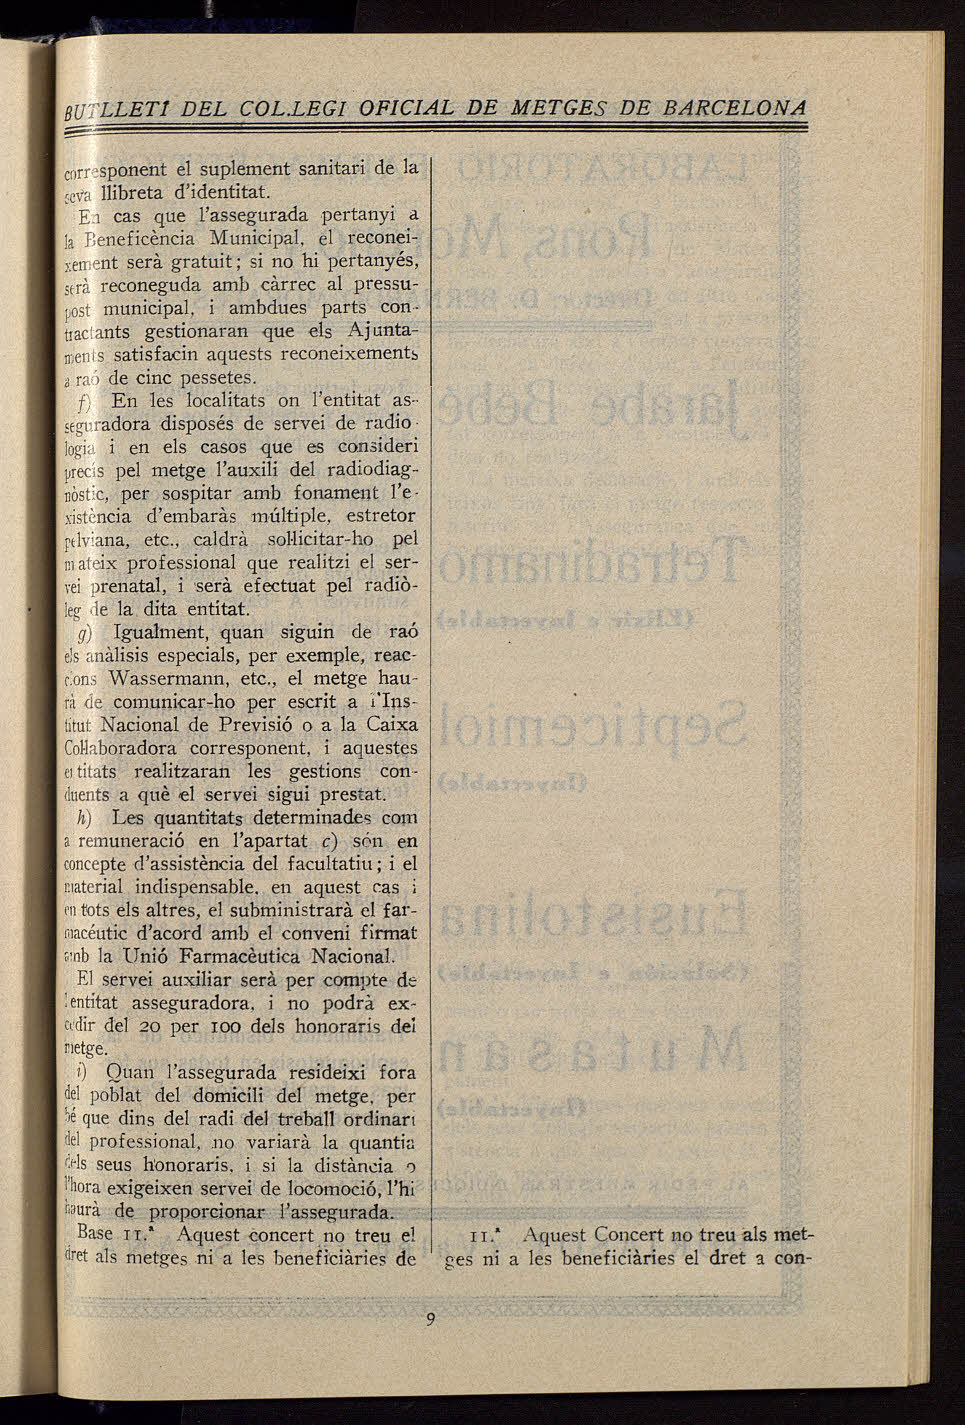 BUTLLETÍ DEL COL.LEGI OFICIAL DE METGES DE BARCELONA
corresponent el suplement sanitari de la
seva llibreta d'identitat.
En cas que l'assegurada pertanyi a
la Beneficència Municipal, el reconei-
xement serà gratuit; si no hi pertanyés,
serà reconeguda amb càrrec al pressu-
post municipal, i ambdues parts con-
tractants gestionaran que els Ajunta-
ments satisfacin aquests reconeixements
a raó de cinc pessetes.
f) En les localitats on l'entitat as-
seguradora disposés de servei de radio-
logia i en els casos que es consideri
precís pel metge l'auxili del radiodiag-
nòstic, per sospitar amb fonament l'e-
xistència d'embaràs múltiple, estretor
pelviana, etc., caldrà sol·licitar-ho pel
mateix professional que realitzi el ser-
vei prenatal, i serà efectuat pel radiò-
leg de la dita entitat.
g) Igualment, quan siguin de raó
els anàlisis especials, per exemple, reac-
cions Wassermann, etc., el metge hau-
rà de comunicar-ho per escrit a l'Ins-
titut Nacional de Previsió o a la Caixa
Col·laboradora corresponent, i aquestes
entitats realitzaran les gestions con-
duents a què el servei sigui prestat.
h) Les quantitats determinades com
a remuneració en l'apartat c) són en
concepte d'assistència del facultatiu; i el
material indispensable, en aquest cas i
en tots els altres, el subministrarà el far-
macéutic d'acord amb el conveni firmat
amb la Unió Farmacèutica Nacional.
El servei auxiliar serà per compte de
l'entitat asseguradora, i no podrà ex-
cedir del 20 per 100 dels honoraris del
metge.
i) Quan l'assegurada resideixi fora
del poblat del domicili del metge, per
bé que dins del radi del treball ordinari
del professional, no variarà la quantia
dels seus honoraris, i si la distància o
l'hora exigeixen servei de locomoció, l'hi
haurà de proporcionar l'assegurada.
Base 11.ª Aquest concert no treu el
dret als metges ni a les beneficiàries de
11.ª Aquest Concert no treu als met-
ges ni a les beneficiàries el dret a con-
9